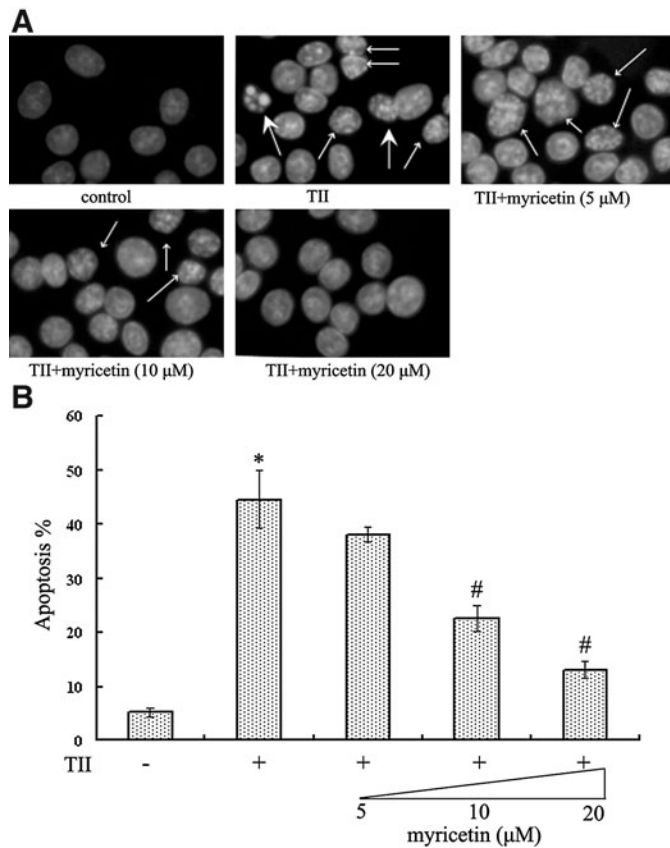 A
control
TII
TII+myricetin (5 μM)
TII+myricetin (10 μM)
TII+myricetin (20 μM)
B
60
50
40
30
20
10
0
Apoptosis %
*
#
#
TII - + + + +
5 10 20
myricetin (μM)